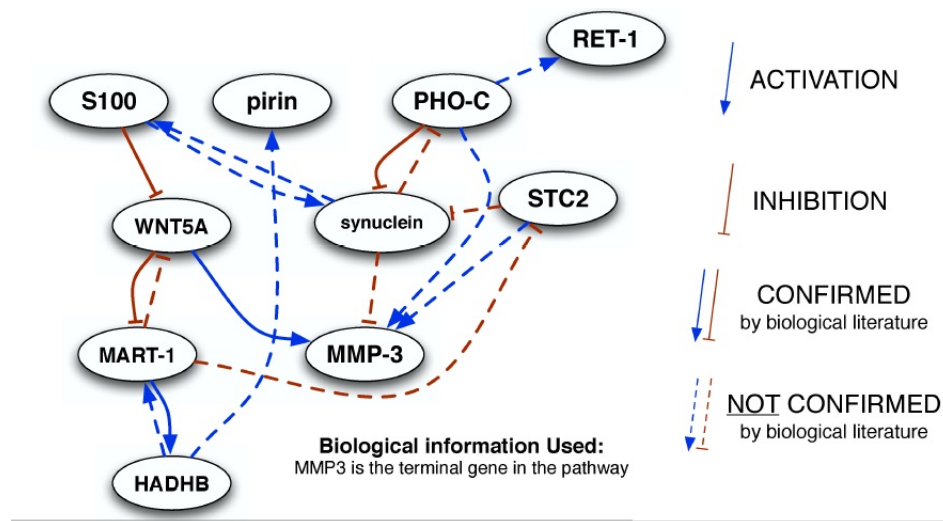 RET-1
S100
pirin
PHO-C
ACTIVATION
WNT5A
synuclein
STC2
INHIBITION
CONFIRMED
by biological literature
MART-1
MMP-3
NOT CONFIRMED
by biological literature
Biological information Used:
MMP3 is the terminal gene in the pathway
HADHB